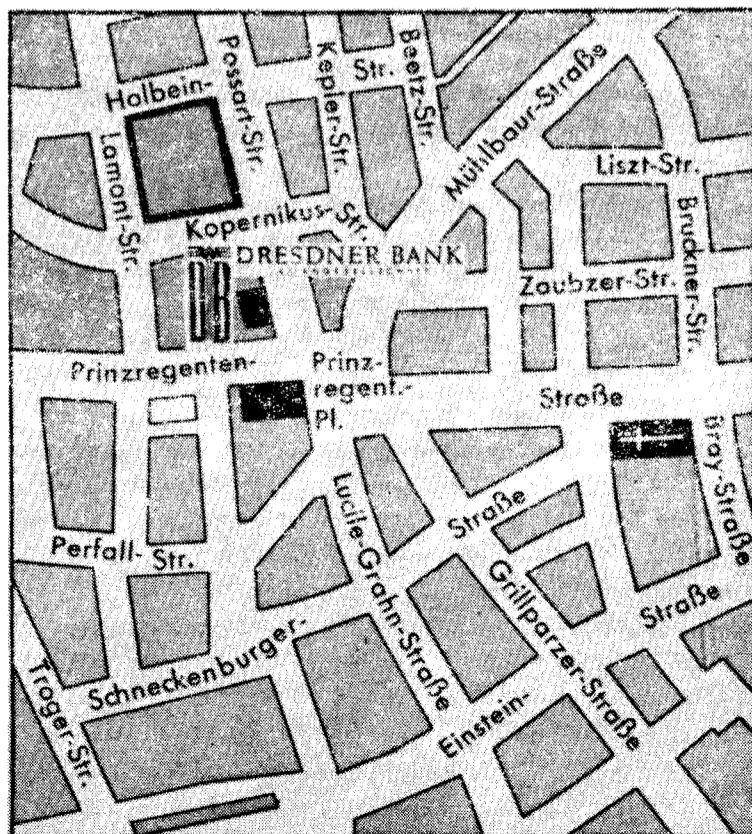 Holbein-
Possart-Str.
Kepler-Str.
Str.
Beetz-Str.
Mühlbaur-Straße
Lamont-Str.
Liszt-Str.
Kopernikus-
Str.
Bruckner-Str.
DRESDNER BANK
Zaubzer-Str.
Prinzregenten-
Prinz-
regent.-
Pl.
Straße
Bray-Straße
Lucile-Grahn-Straße
Straße
Perfall-
Str.
Grillparzer-Straße
Straße
Schneckenburger-
Troger-Str.
Einstein-